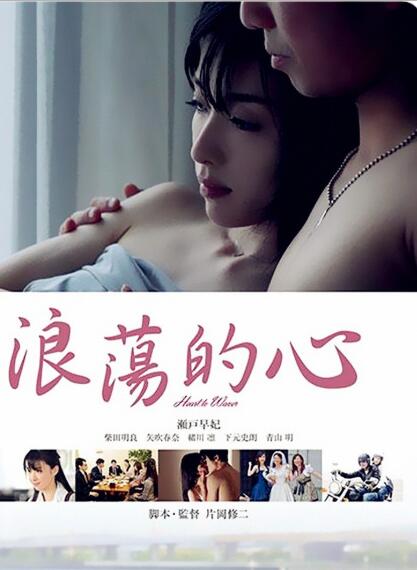 浪蕩的心
Heart to Waver
瀬戸早妃
柴田明良 矢吹春奈 緒川凛 下元史朗 青山明
脚本・監督 片岡修二